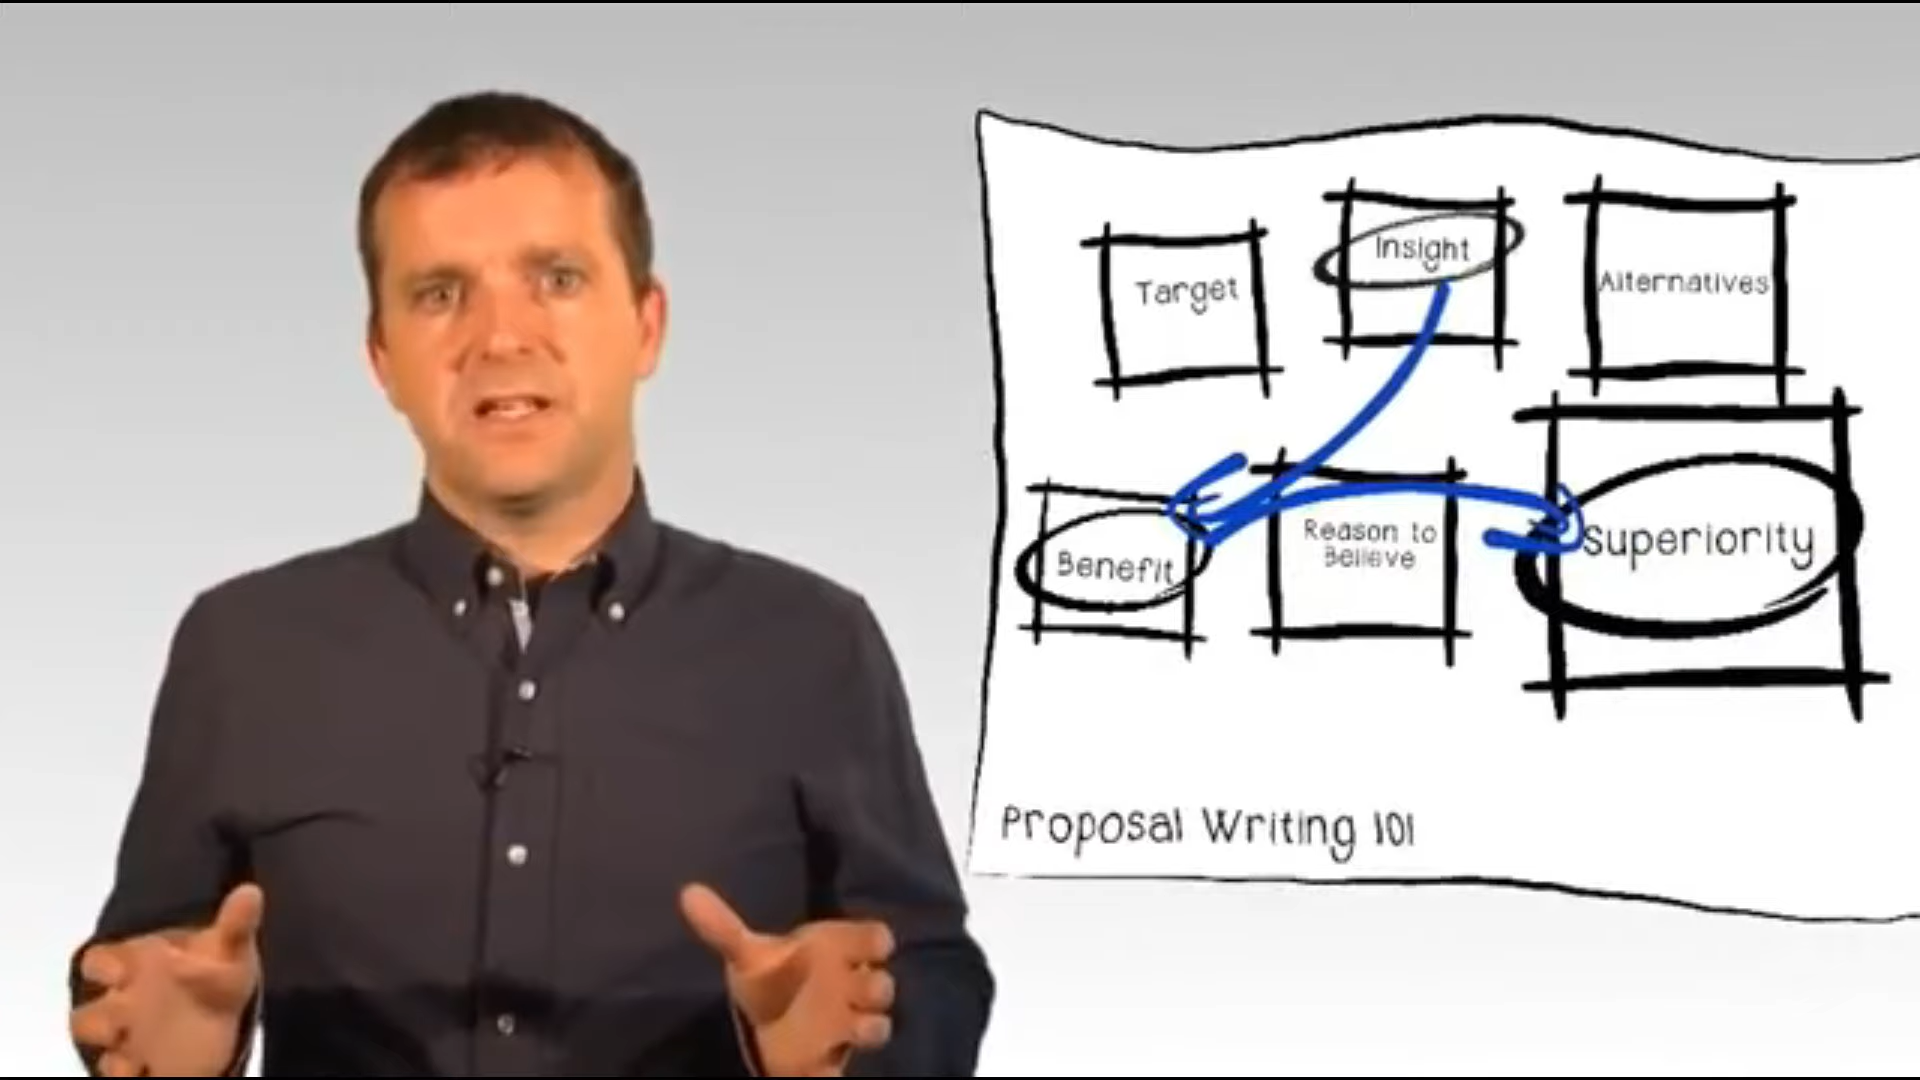 Target
Insight
Alternatives
Benefit
Reason to
Believe
Superiority
Proposal Writing 101